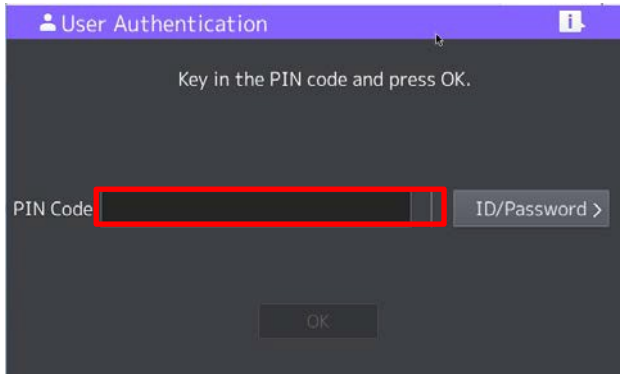 User Authentication
i
Key in the PIN code and press OK.
PIN Code
ID/Password >
OK